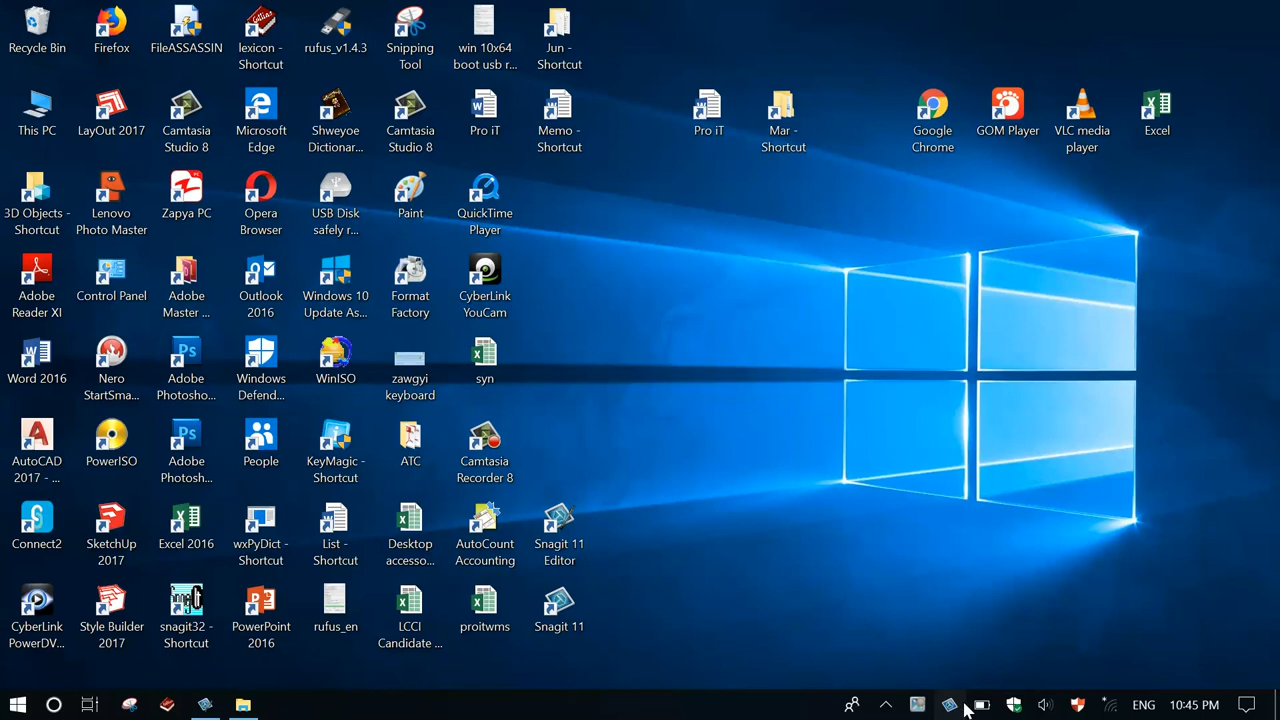 Recycle Bin
Firefox
FileASSASSIN
lexicon -
Shortcut
rufus_v1.4.3
Snipping
Tool
win 10x64
boot usb r...
Jun -
Shortcut
This PC
LayOut 2017
Camtasia
Studio 8
Microsoft
Edge
Shweyoe
Dictionar...
Camtasia
Studio 8
Pro iT
Memo -
Shortcut
Pro iT
Mar -
Shortcut
Google
Chrome
GOM Player
VLC media
player
Excel
3D Objects -
Shortcut
Lenovo
Photo Master
Zapya PC
Opera
Browser
USB Disk
safely r...
Paint
QuickTime
Player
Adobe
Reader XI
Control Panel
Adobe
Master ...
Outlook
2016
Windows 10
Update As...
Format
Factory
CyberLink
YouCam
Word 2016
Nero
StartSma...
Adobe
Photosho...
Windows
Defend...
WinISO
zawgyi
keyboard
syn
AutoCAD
2017 - ...
PowerISO
Adobe
Photosh...
People
KeyMagic -
Shortcut
ATC
Camtasia
Recorder 8
Connect2
SketchUp
2017
Excel 2016
wxPyDict -
Shortcut
List -
Shortcut
Desktop
accesso...
AutoCount
Accounting
Snagit 11
Editor
CyberLink
PowerDV...
Style Builder
2017
snagit32 -
Shortcut
PowerPoint
2016
rufus_en
LCCI
Candidate ...
proitwms
Snagit 11
ENG
10:45 PM